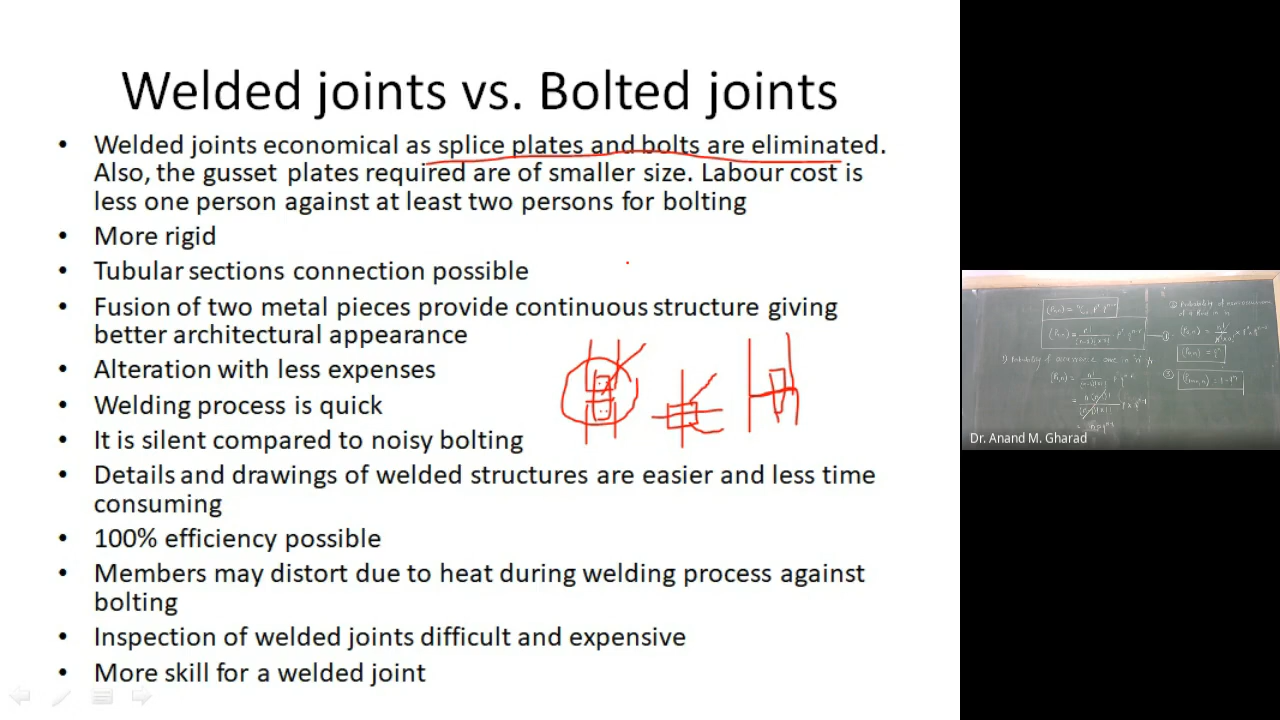 Welded joints vs. Bolted joints
• Welded joints economical as splice plates and bolts are eliminated.
Also, the gusset plates required are of smaller size. Labour cost is
less one person against at least two persons for bolting
• More rigid
• Tubular sections connection possible
• Fusion of two metal pieces provide continuous structure giving
better architectural appearance
• Alteration with less expenses
• Welding process is quick
• It is silent compared to noisy bolting
• Details and drawings of welded structures are easier and less time
consuming
• 100% efficiency possible
• Members may distort due to heat during welding process against
bolting
• Inspection of welded joints difficult and expensive
• More skill for a welded joint
1) Probability of
Probability of
Dr. Anand M. Gharad